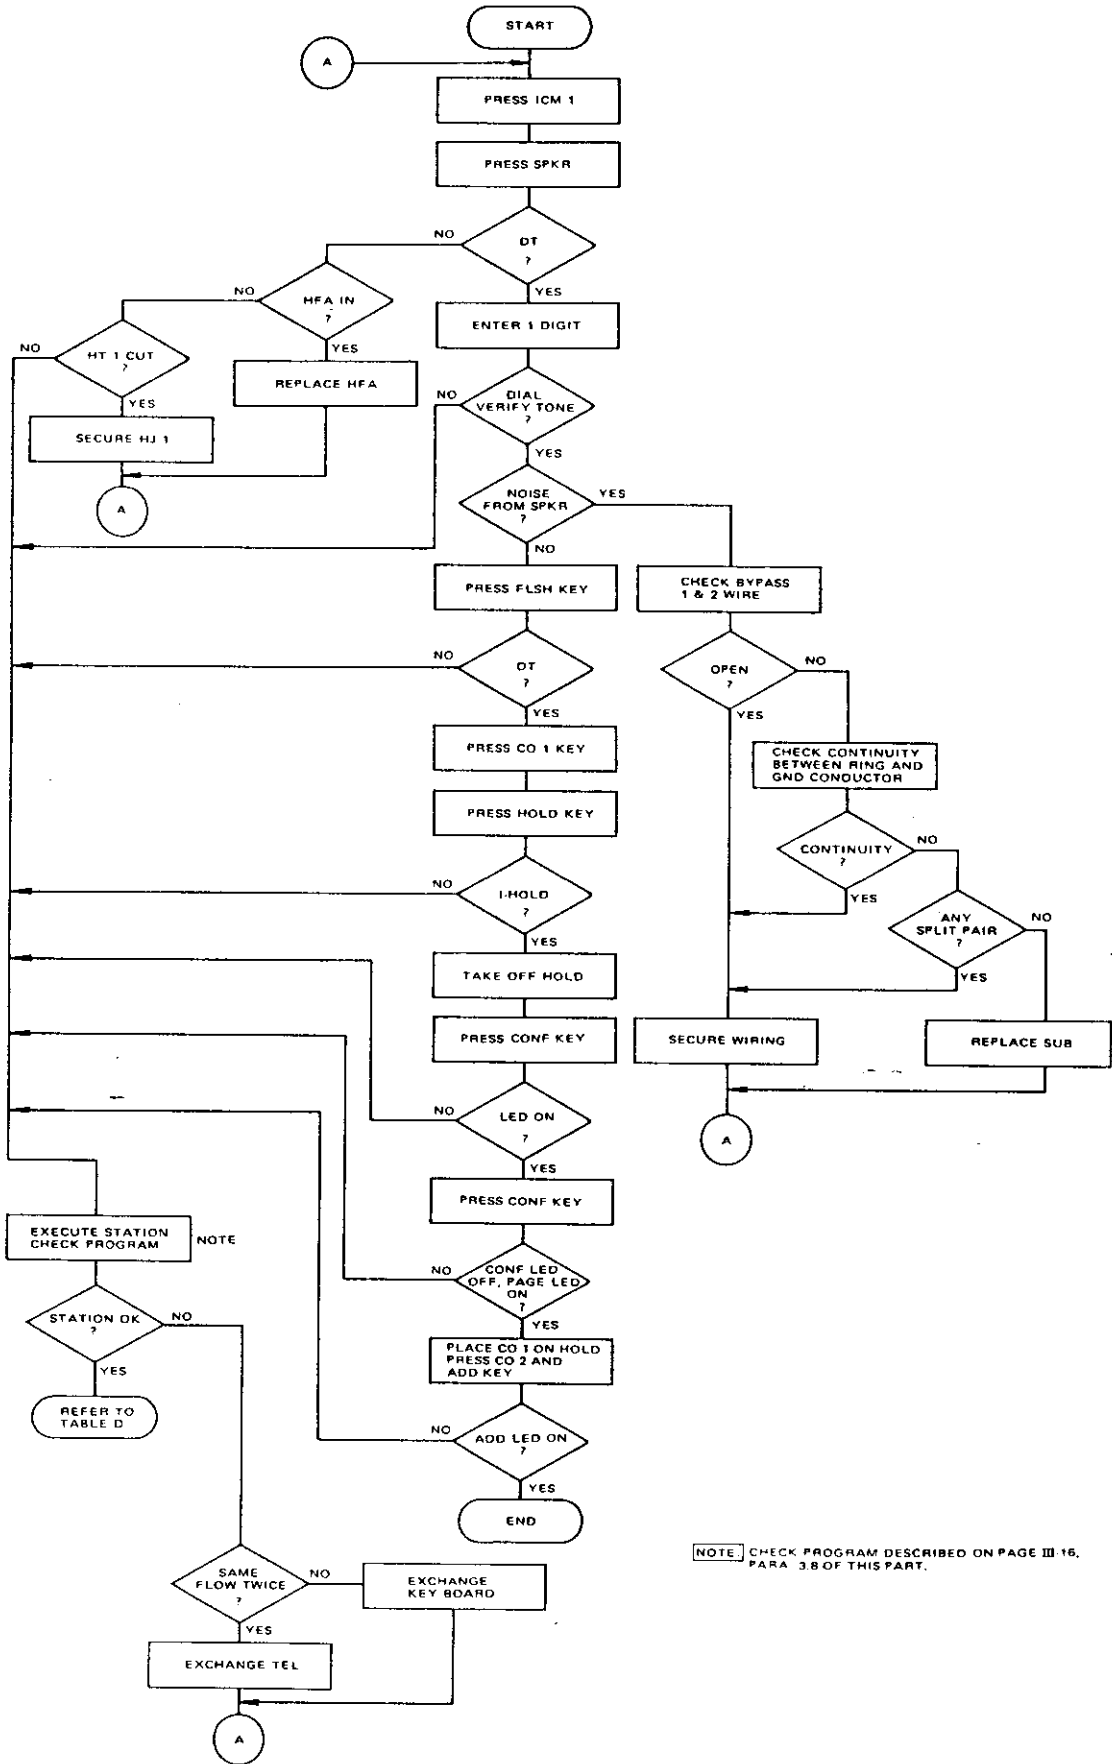 START
A
PRESS ICM 1
PRESS SPKR
DT
?
NO
YES
HFA IN
?
NO
YES
ENTER 1 DIGIT
HT 1 CUT
?
NO
YES
REPLACE HFA
DIAL
VERIFY TONE
?
NO
YES
SECURE HJ 1
A
NOISE
FROM SPKR
?
YES
NO
PRESS FLSH KEY
CHECK BYPASS
1 & 2 WIRE
DT
?
NO
YES
OPEN
?
NO
YES
PRESS CO 1 KEY
CHECK CONTINUITY
BETWEEN RING AND
GND CONDUCTOR
PRESS HOLD KEY
CONTINUITY
?
NO
YES
I-HOLD
?
NO
YES
ANY
SPLIT PAIR
?
NO
YES
TAKE OFF HOLD
PRESS CONF KEY
SECURE WIRING
REPLACE SUB
LED ON
?
NO
YES
A
PRESS CONF KEY
EXECUTE STATION
CHECK PROGRAM
NOTE
CONF LED
OFF, PAGE LED
ON
?
NO
YES
STATION OK
?
NO
YES
PLACE CO 1 ON HOLD
PRESS CO 2 AND
ADD KEY
REFER TO
TABLE D
ADD LED ON
?
NO
YES
END
NOTE. CHECK PROGRAM DESCRIBED ON PAGE III-16,
PARA 3.8 OF THIS PART.
SAME
FLOW TWICE
?
NO
YES
EXCHANGE
KEY BOARD
EXCHANGE TEL
A